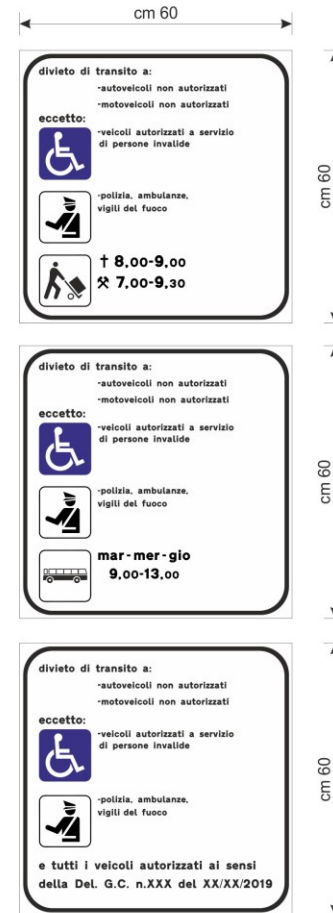 cm 60
divieto di transito a:
-autoveicoli non autorizzati
-motoveicoli non autorizzati
eccetto:
-veicoli autorizzati a servizio
di persone invalide
-polizia, ambulanze,
vigili del fuoco
† 8,00-9,00
⚒ 7,00-9,30
cm 60
divieto di transito a:
-autoveicoli non autorizzati
-motoveicoli non autorizzati
eccetto:
-veicoli autorizzati a servizio
di persone invalide
-polizia, ambulanze,
vigili del fuoco
mar-mer-gio
9,00-13,00
cm 60
divieto di transito a:
-autoveicoli non autorizzati
-motoveicoli non autorizzati
eccetto:
-veicoli autorizzati a servizio
di persone invalide
-polizia, ambulanze,
vigili del fuoco
e tutti i veicoli autorizzati ai sensi
della Del. G.C. n.XXX del XX/XX/2019
cm 60